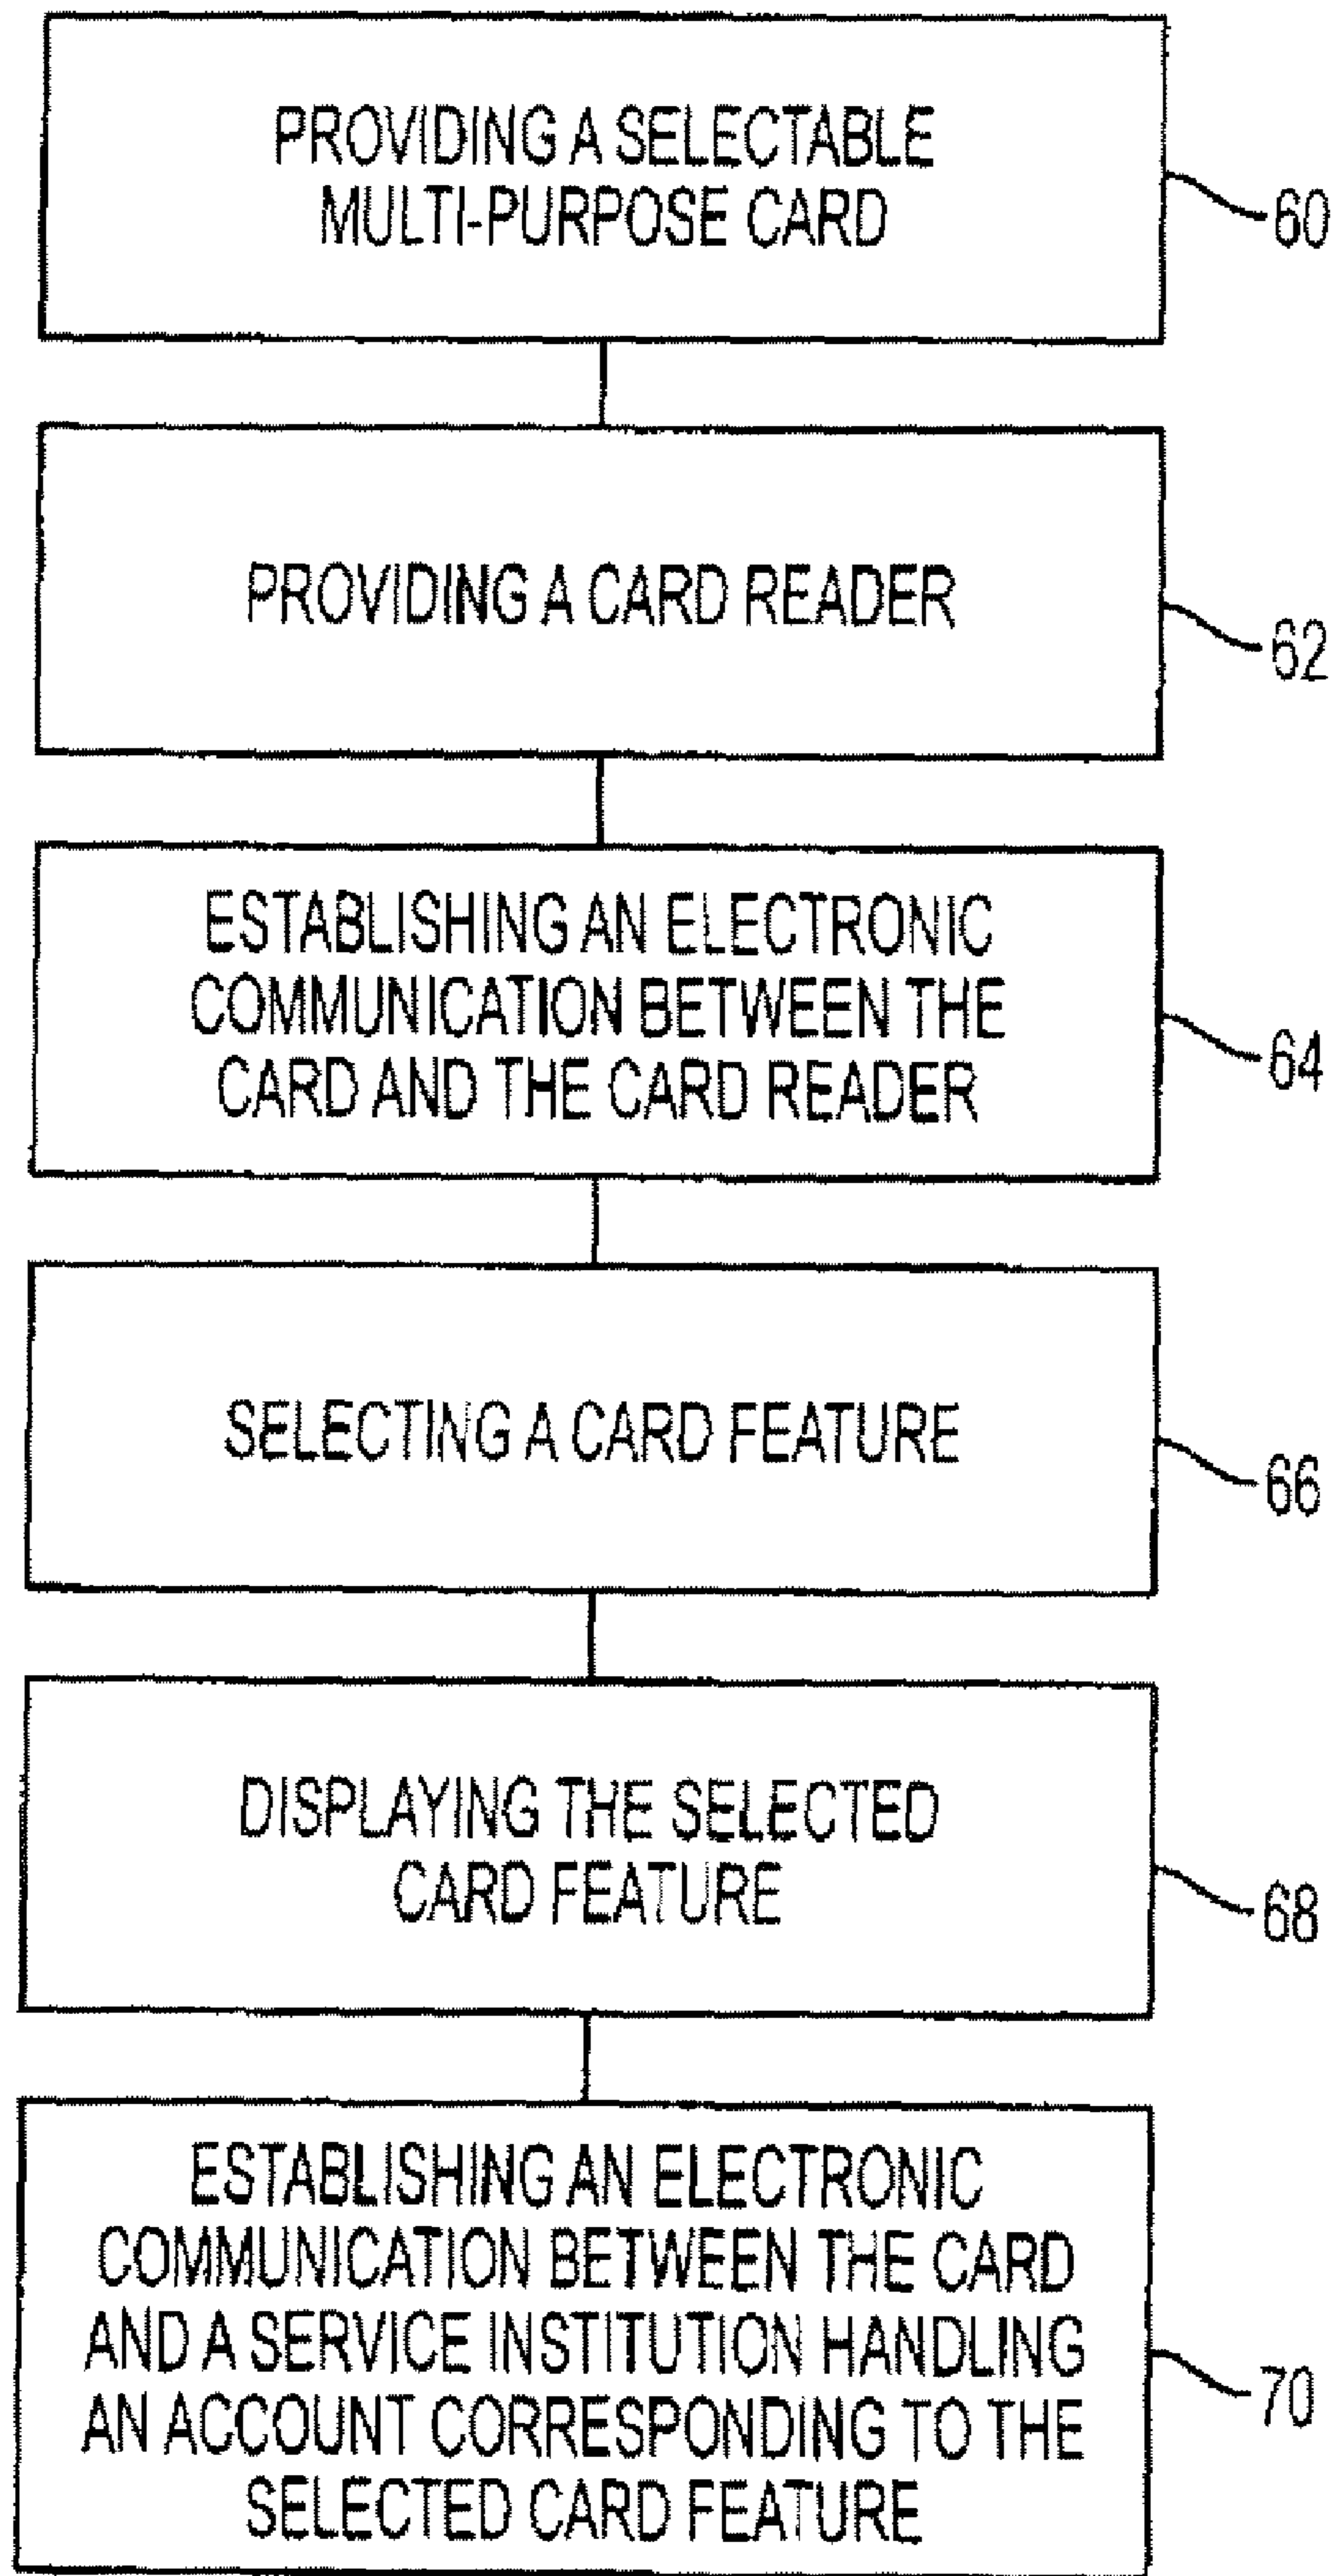 PROVIDING A SELECTABLE
MULTI-PURPOSE CARD
60
PROVIDING A CARD READER
62
ESTABLISHING AN ELECTRONIC
COMMUNICATION BETWEEN THE
CARD AND THE CARD READER
64
SELECTING A CARD FEATURE
66
DISPLAYING THE SELECTED
CARD FEATURE
68
ESTABLISHING AN ELECTRONIC
COMMUNICATION BETWEEN THE CARD
AND A SERVICE INSTITUTION HANDLING
AN ACCOUNT CORRESPONDING TO THE
SELECTED CARD FEATURE
70